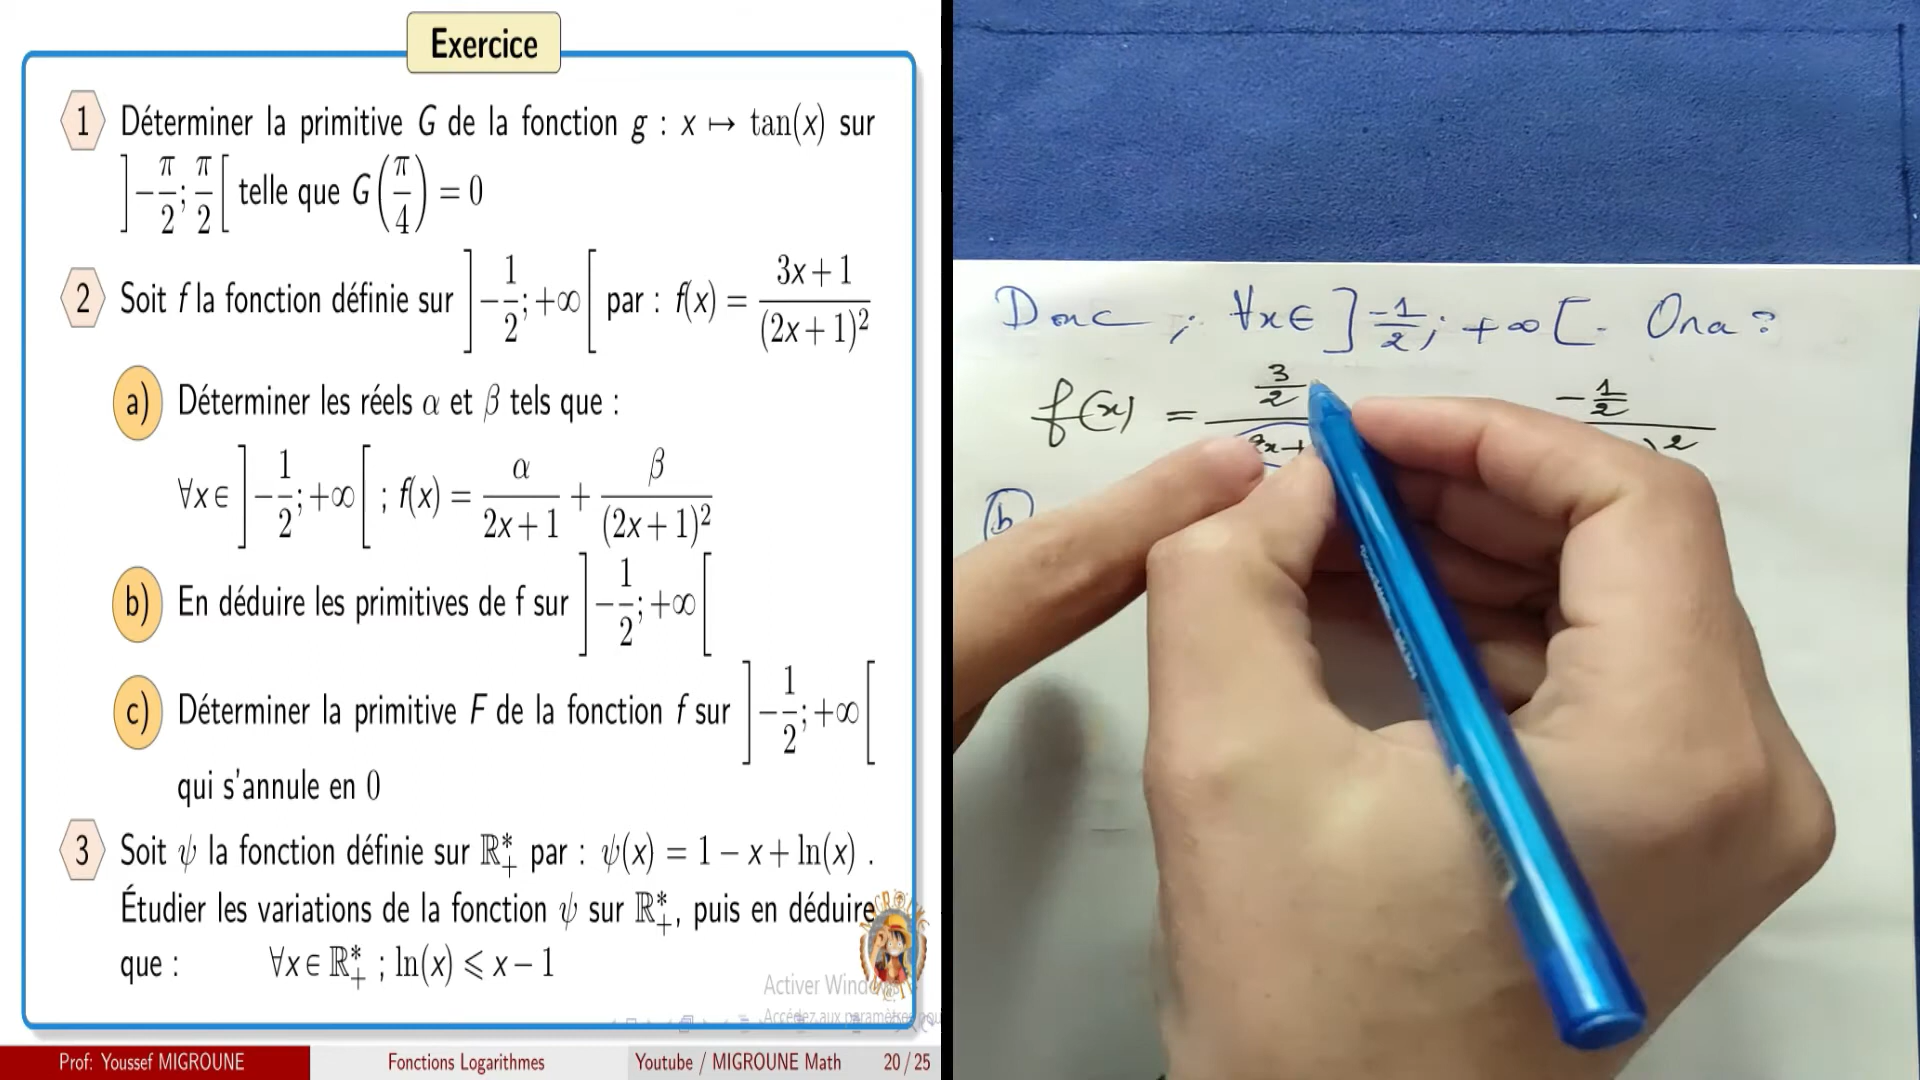 Exercice
1 Déterminer la primitive G de la fonction g : x ↦ tan(x) sur
]−π/2; π/2[ telle que G(π/4) = 0
2 Soit f la fonction définie sur ]−1/2; +∞[ par : f(x) = (3x+1)/(2x+1)²
a) Déterminer les réels α et β tels que :
∀x∈ ]−1/2; +∞[ ; f(x) = α/(2x+1) + β/(2x+1)²
b) En déduire les primitives de f sur ]−1/2; +∞[
c) Déterminer la primitive F de la fonction f sur ]−1/2; +∞[
qui s'annule en 0
3 Soit ψ la fonction définie sur ℝ*₊ par : ψ(x) = 1 − x + ln(x) .
Étudier les variations de la fonction ψ sur ℝ*₊, puis en déduire
que : ∀x∈ ℝ*₊ ; ln(x) ⩽ x − 1
Activer
Accédez aux paramètres
Prof: Youssef MIGROUNE
Fonctions Logarithmes
Youtube / MIGROUNE Math
20 / 25
Donc ; ∀x∈ ]−1/2; +∞[. On a :
f(x) = 3/2 2x+ −1/2 )²
b